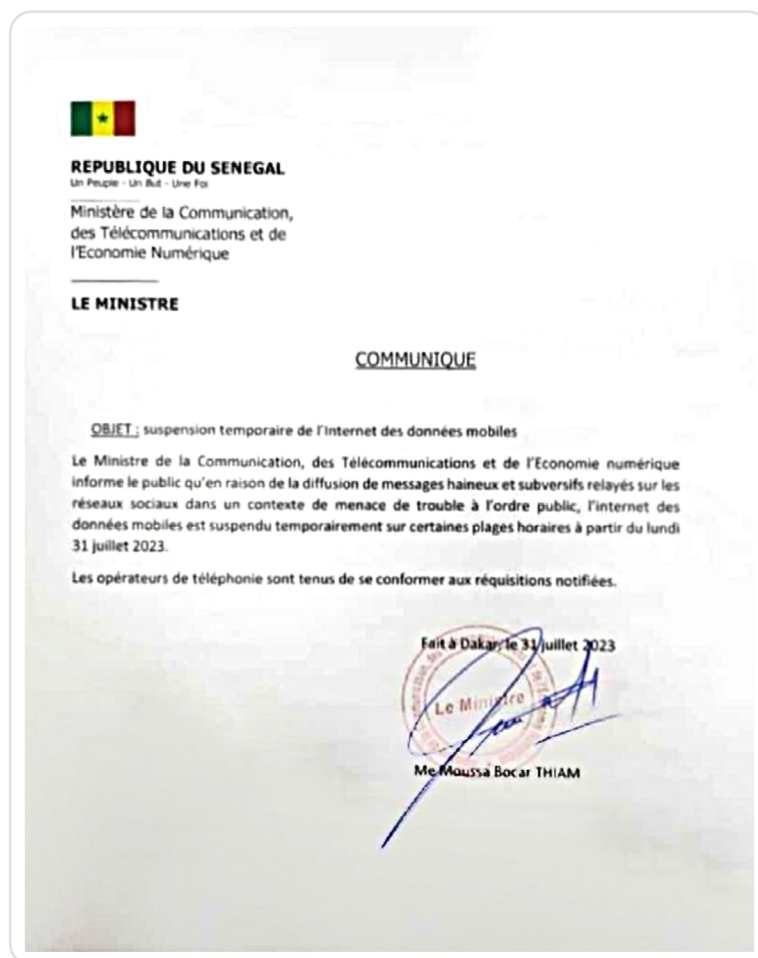 REPUBLIQUE DU SENEGAL
Un Peuple - Un But - Une Foi
Ministère de la Communication,
des Télécommunications et de
l'Economie Numérique
LE MINISTRE
COMMUNIQUE
OBJET : suspension temporaire de l'Internet des données mobiles
Le Ministre de la Communication, des Télécommunications et de l'Economie numérique
informe le public qu'en raison de la diffusion de messages haineux et subversifs relayés sur les
réseaux sociaux dans un contexte de menace de trouble à l'ordre public, l'internet des
données mobiles est suspendu temporairement sur certaines plages horaires à partir du lundi
31 juillet 2023.
Les opérateurs de téléphonie sont tenus de se conformer aux réquisitions notifiées.
Fait à Dakar, le 31 juillet 2023
Le Ministre
Me Moussa Bocar THIAM